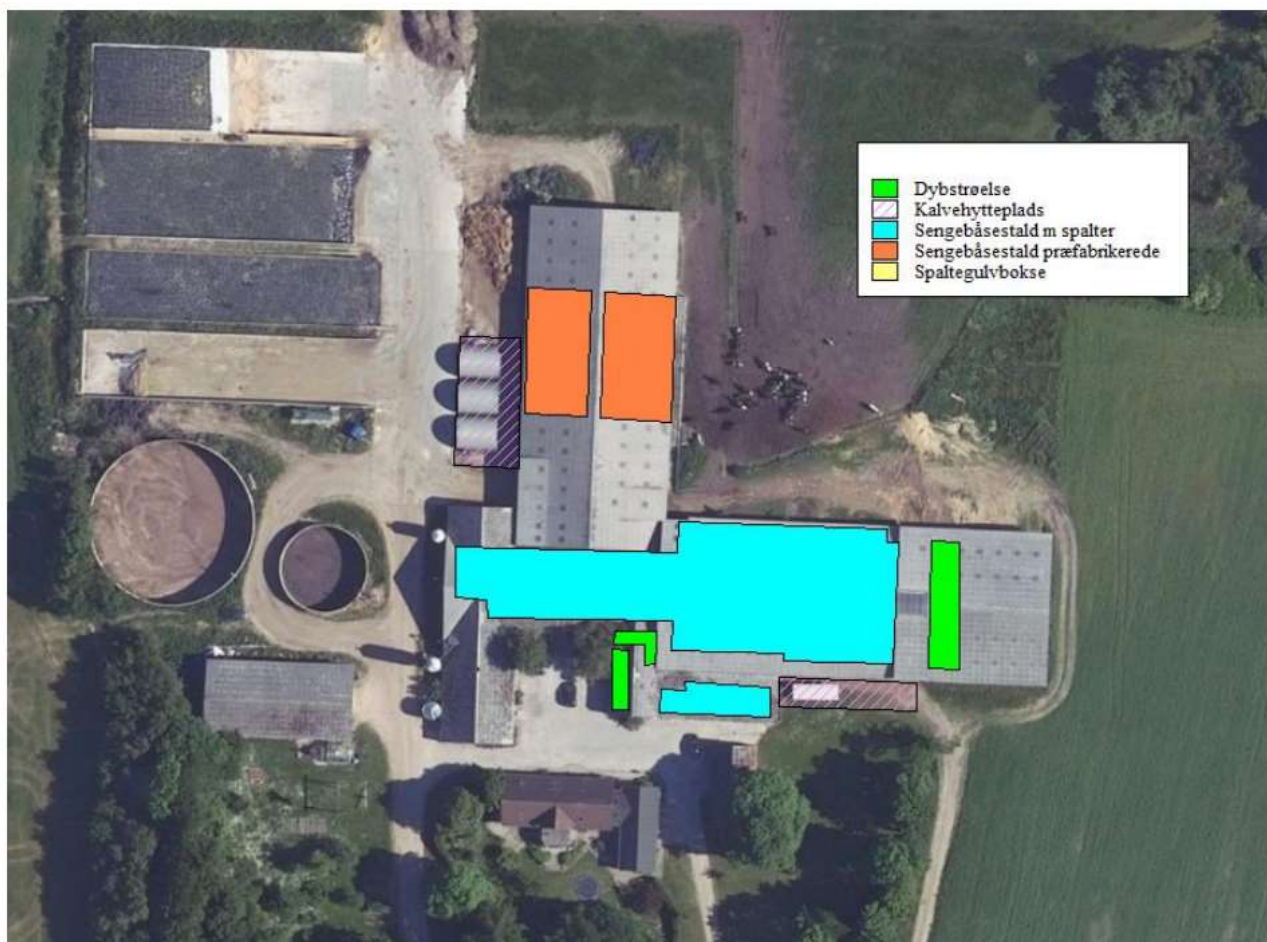 Dybstrøelse
Kalvehytteplads
Sengebåsestald m spalter
Sengebåsestald præfabrikerede
Spaltegulvbokse